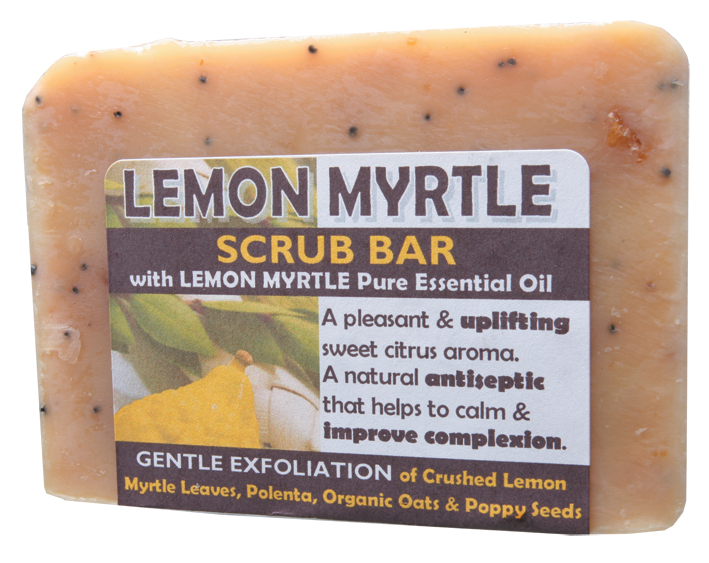 LEMON MYRTLE
SCRUB BAR
with LEMON MYRTLE Pure Essential Oil
A pleasant & uplifting
sweet citrus aroma.
A natural antiseptic
that helps to calm &
improve complexion.
GENTLE EXFOLIATION of Crushed Lemon
Myrtle Leaves, Polenta, Organic Oats & Poppy Seeds